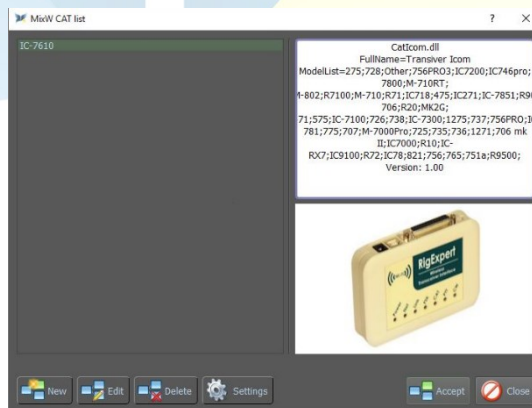 MixW CAT list
IC-7610
CatIcom.dll
FullName=Transiver Icom
ModelList=275;728;Other;756PRO3;IC7200;IC746pro;
7800;M-710RT;
M-802;R7100;M-710;R71;IC718;475;IC271;IC-7851;R90
706;R20;MK2G;
71;575;IC-7100;726;738;IC-7300;1275;737;756PRO;I
781;775;707;M-7000Pro;725;735;736;1271;706 mk
II;IC7000;R10;IC-
RX7;IC9100;R72;IC78;821;756;765;751a;R9500;
Version: 1.00
RigExpert
New
Edit
Delete
Settings
Accept
Close